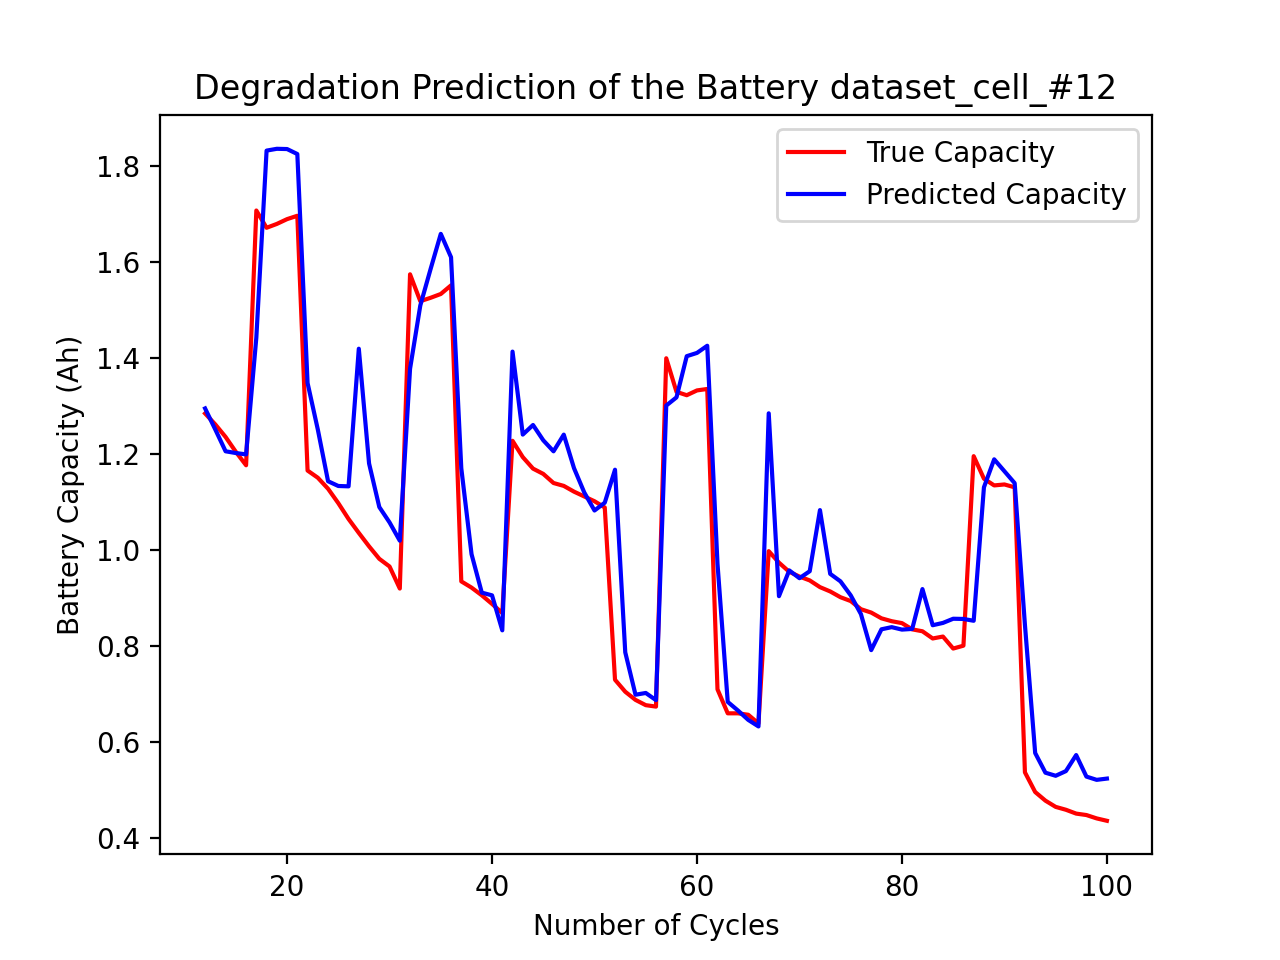 Degradation Prediction of the Battery dataset_cell_#12
True Capacity
Predicted Capacity
Battery Capacity (Ah)
1.8
1.6
1.4
1.2
1.0
0.8
0.6
0.4
20 40 60 80 100
Number of Cycles